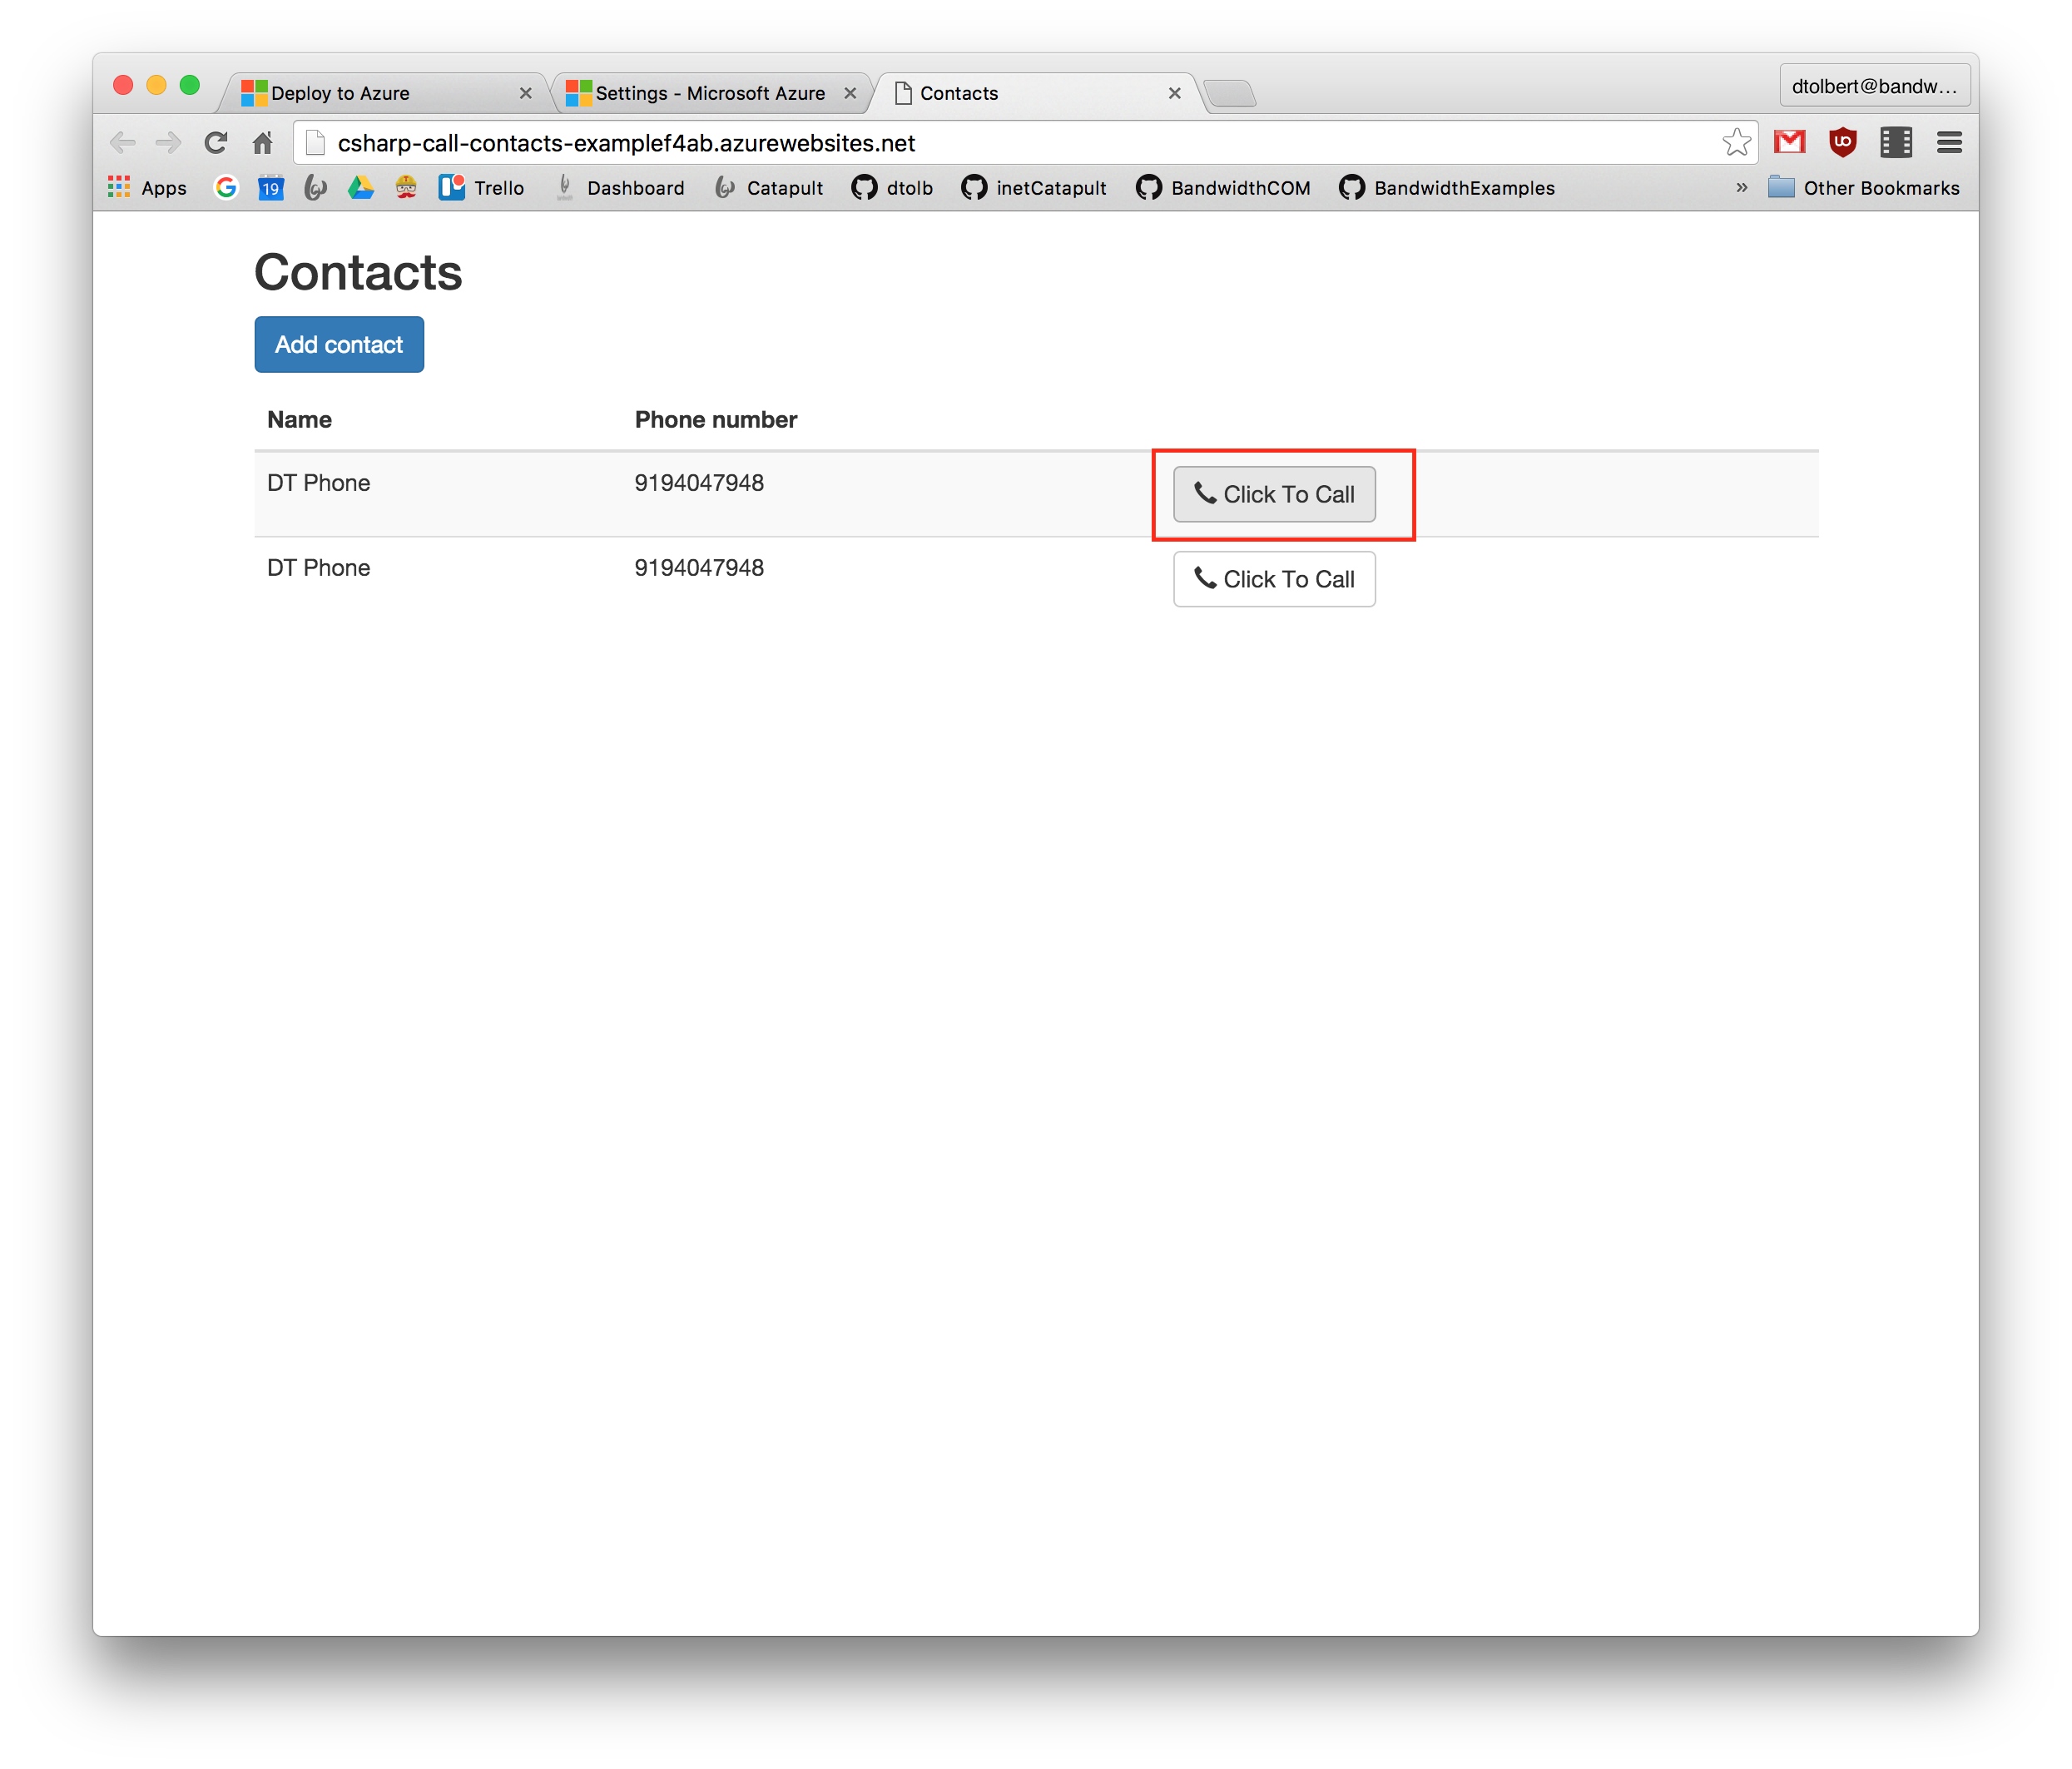 Deploy to Azure
Settings - Microsoft Azure
Contacts
dtolbert@bandw...
csharp-call-contacts-examplef4ab.azurewebsites.net
Apps 19 Trello Dashboard Catapult dtolb inetCatapult BandwidthCOM BandwidthExamples » Other Bookmarks
Contacts
Add contact
Name Phone number
DT Phone 9194047948 Click To Call
DT Phone 9194047948 Click To Call